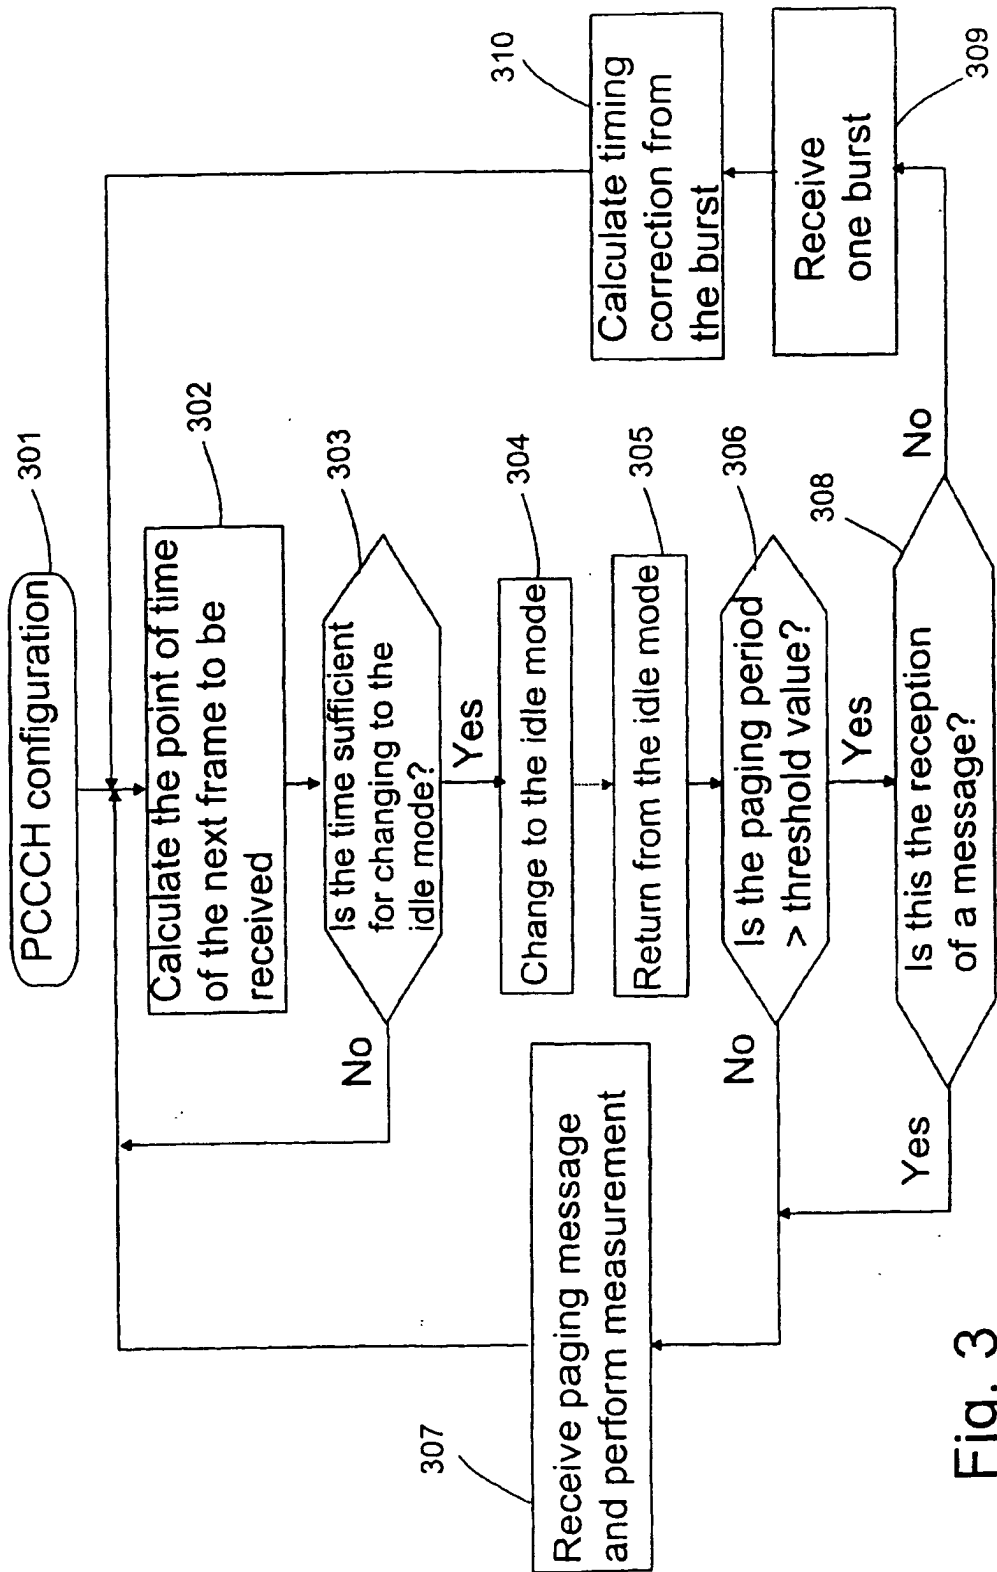 PCCCH configuration
301
Calculate the point of time
of the next frame to be
received
302
Is the time sufficient
for changing to the
idle mode?
303
No
Yes
Change to the idle mode
304
Return from the idle mode
305
Is the paging period
> threshold value?
306
No
Yes
Receive paging message
and perform measurement
307
Is this the reception
of a message?
308
Yes
No
Receive
one burst
309
Calculate timing
correction from
the burst
310
Fig. 3